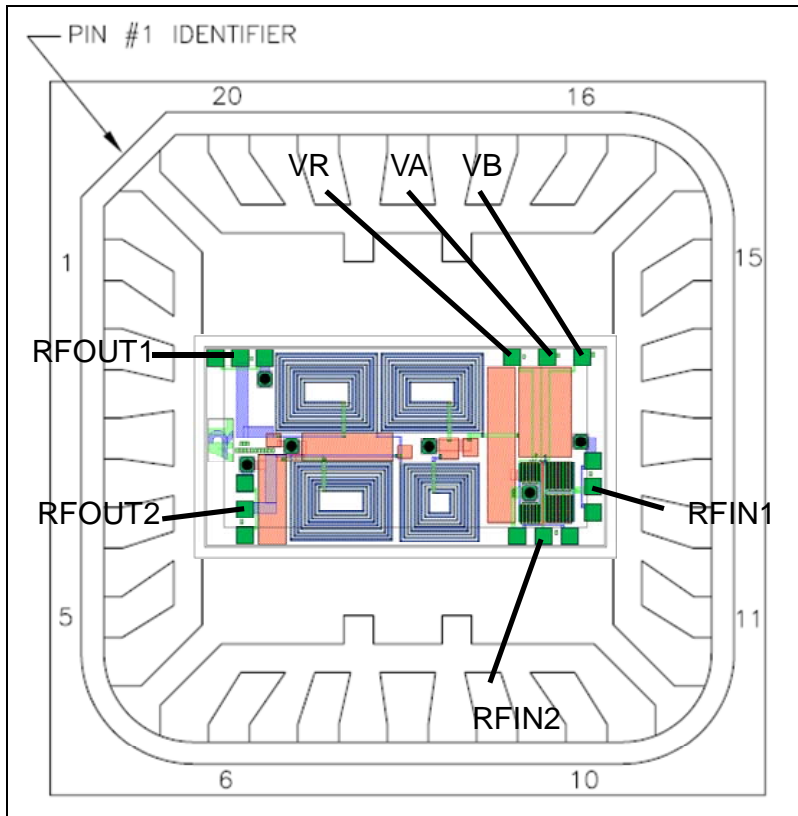 PIN #1 IDENTIFIER
20
16
VR
VA
VB
1
15
RFOUT1
RFOUT2
RFIN1
5
11
RFIN2
6
10